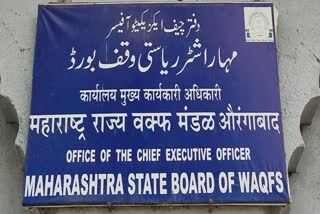 دفتر چیف ایگزیکیٹو آفیسر
مہاراشٹر ریاستی وقف بورڈ
कार्यालय मुख्य कार्यकारी अधिकारी
महाराष्ट्र राज्य वक्फ मंडळ औरंगाबाद
OFFICE OF THE CHIEF EXECUTIVE OFFICER
MAHARASHTRA STATE BOARD OF WAQFS